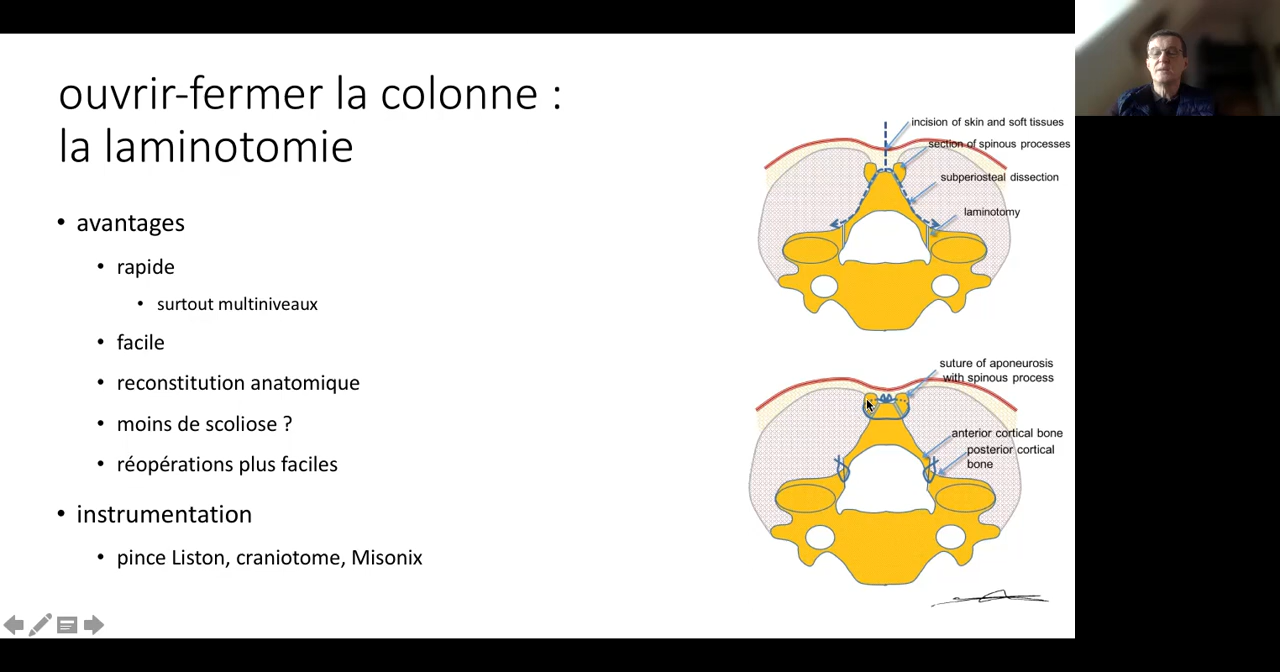 ouvrir-fermer la colonne :
la laminotomie
• avantages
• rapide
• surtout multiniveaux
• facile
• reconstitution anatomique
• moins de scoliose ?
• réopérations plus faciles
• instrumentation
• pince Liston, craniotome, Misonix
incision of skin and soft tissues
section of spinous processes
subperiosteal dissection
laminotomy
suture of aponeurosis
with spinous process
anterior cortical bone
posterior cortical
bone